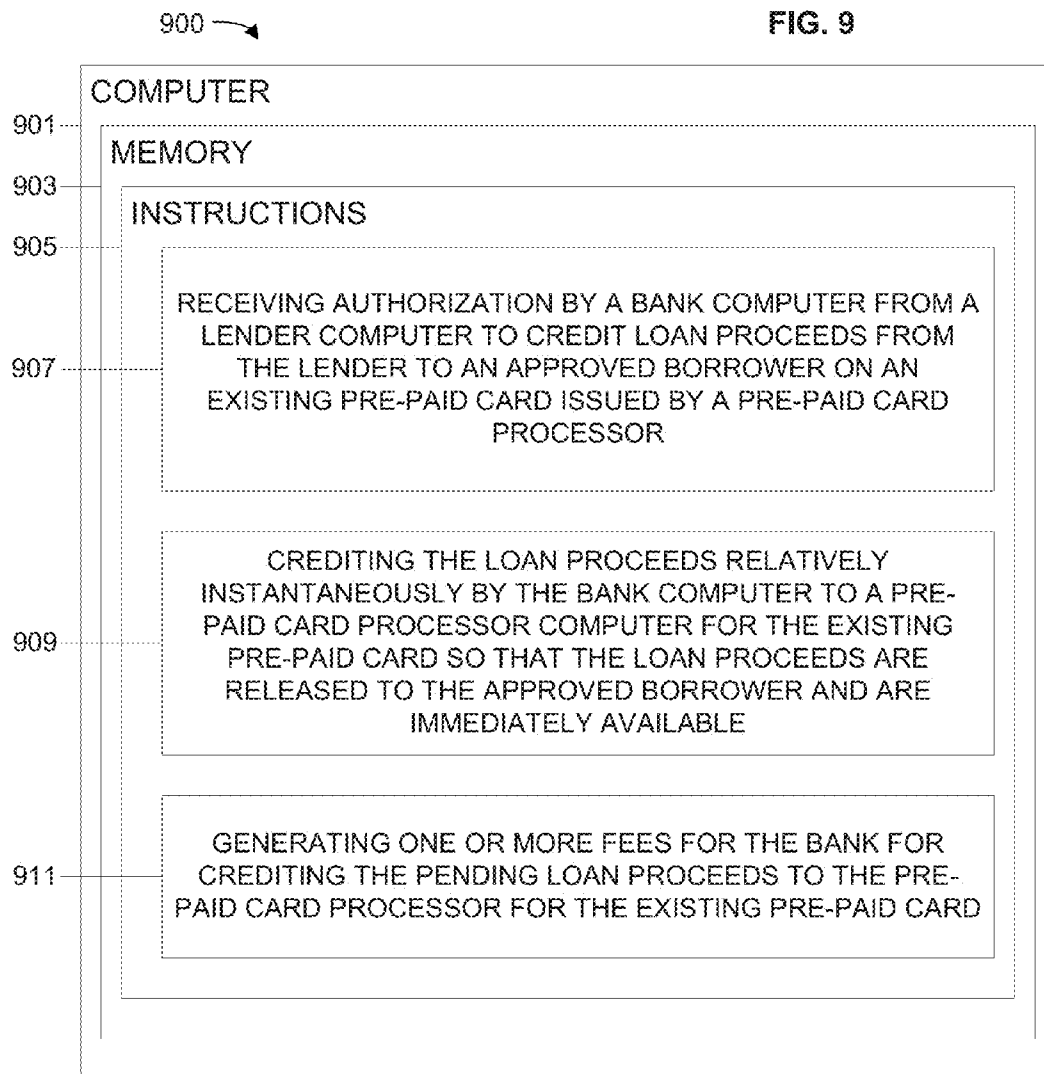 900
FIG. 9
COMPUTER
901
MEMORY
903
INSTRUCTIONS
905
RECEIVING AUTHORIZATION BY A BANK COMPUTER FROM A
LENDER COMPUTER TO CREDIT LOAN PROCEEDS FROM
907
THE LENDER TO AN APPROVED BORROWER ON AN
EXISTING PRE-PAID CARD ISSUED BY A PRE-PAID CARD
PROCESSOR
CREDITING THE LOAN PROCEEDS RELATIVELY
INSTANTANEOUSLY BY THE BANK COMPUTER TO A PRE-
PAID CARD PROCESSOR COMPUTER FOR THE EXISTING
909
PRE-PAID CARD SO THAT THE LOAN PROCEEDS ARE
RELEASED TO THE APPROVED BORROWER AND ARE
IMMEDIATELY AVAILABLE
GENERATING ONE OR MORE FEES FOR THE BANK FOR
911
CREDITING THE PENDING LOAN PROCEEDS TO THE PRE-
PAID CARD PROCESSOR FOR THE EXISTING PRE-PAID CARD